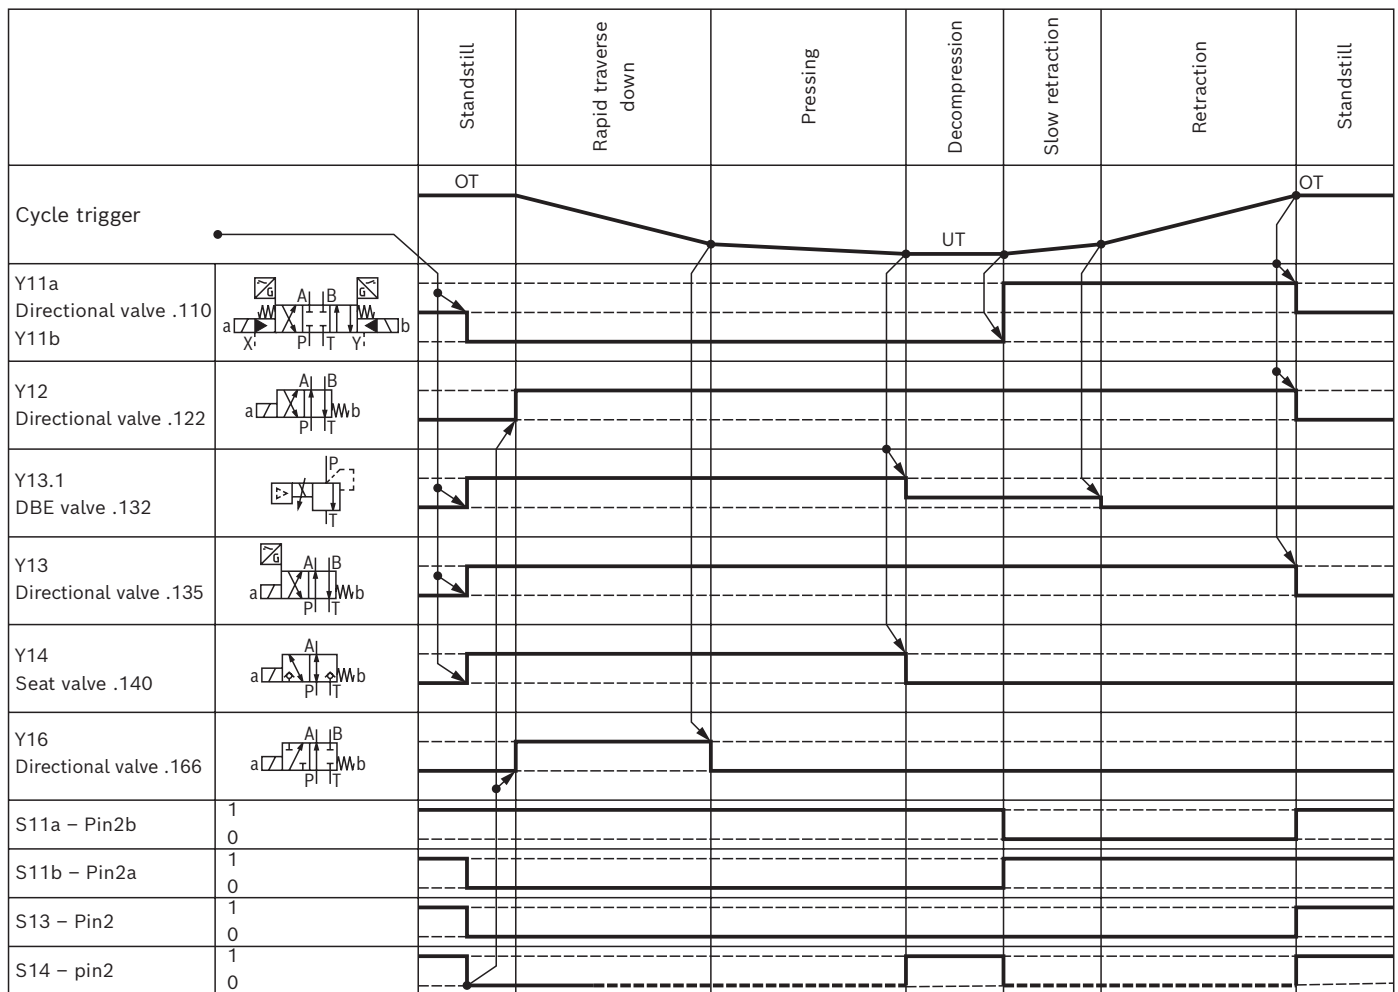 Standstill
Rapid traverse
down
Pressing
Decompression
Slow retraction
Retraction
Standstill
Cycle trigger
OT
UT
OT
Y11a
Directional valve .110
Y11b
G
G
A B
a b
X P T Y
Y12
Directional valve .122
A B
a b
P T
Y13.1
DBE valve .132
P
T
Y13
Directional valve .135
G
A B
a b
P T
Y14
Seat valve .140
A
a b
P T
Y16
Directional valve .166
A B
a b
P T
S11a – Pin2b
1
0
S11b – Pin2a
1
0
S13 – Pin2
1
0
S14 – pin2
1
0